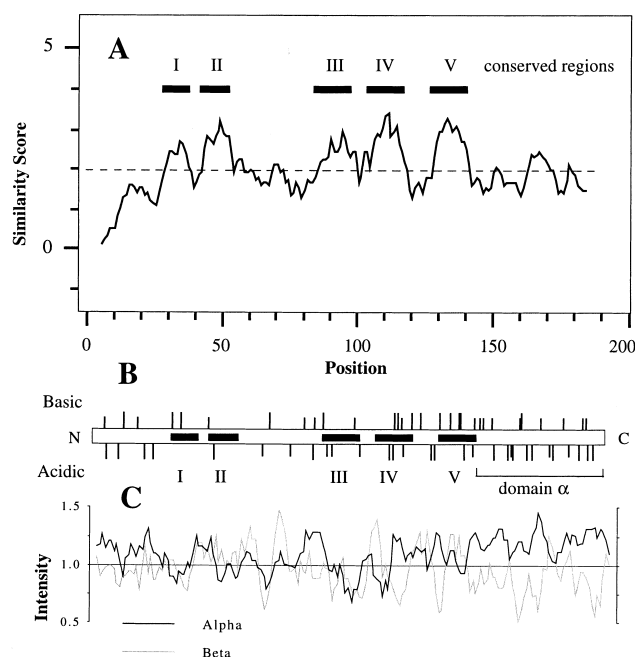 A
5
I II III IV V conserved regions
Similarity Score
0
0 50 100 150 200
Position
B
Basic
N C
Acidic
I II III IV V
domain α
C
1.5
1.0
0.5
Intensity
Alpha
Beta